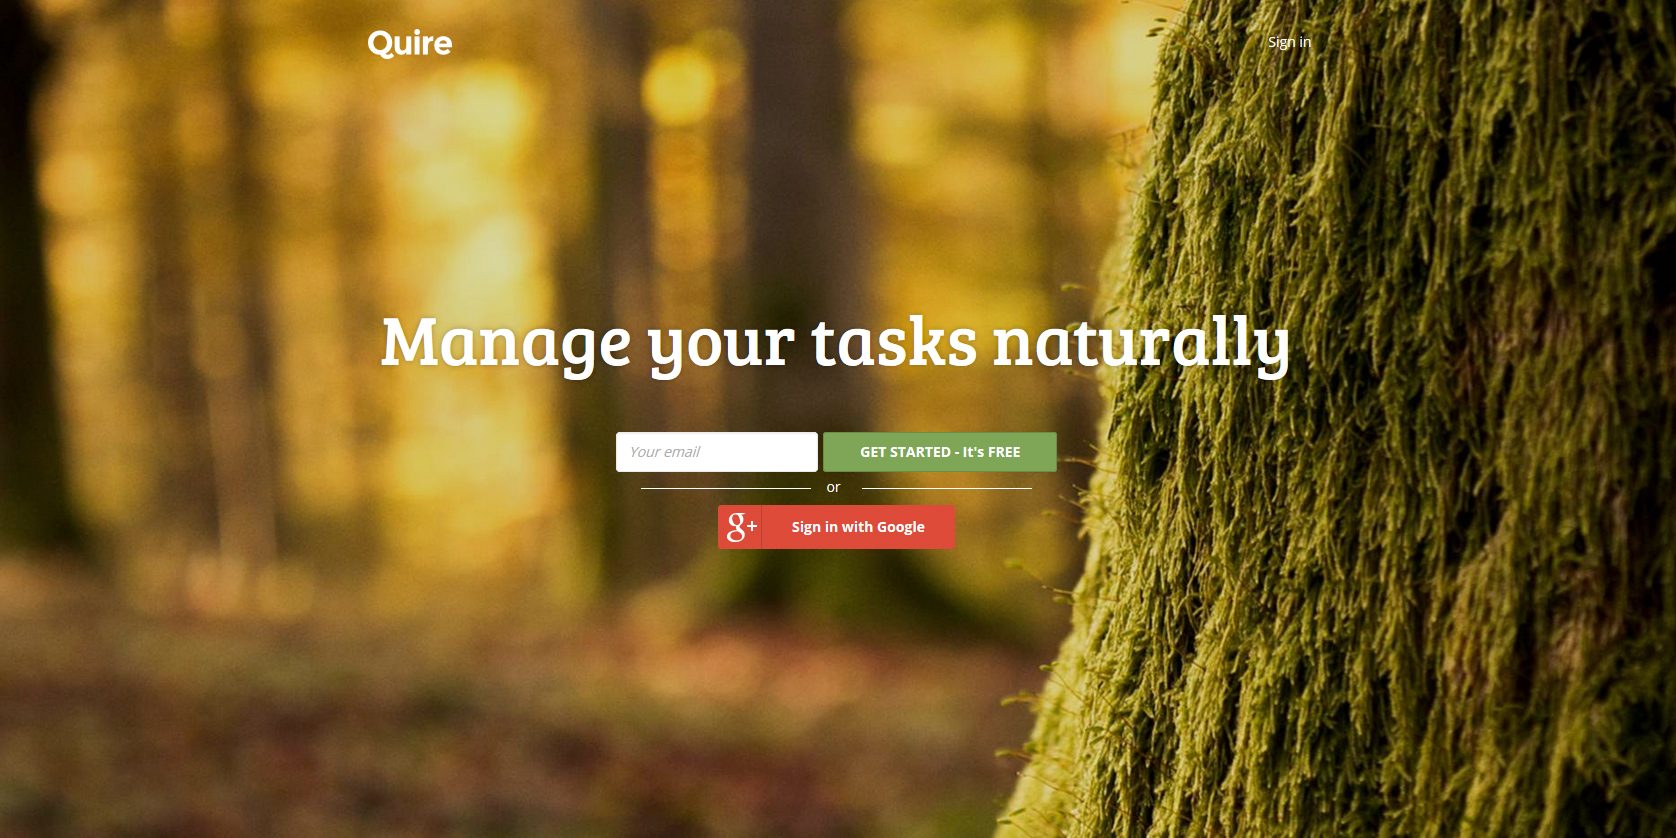 Quire
Sign in
Manage your tasks naturally
Your email
GET STARTED - It's FREE
or
g+ Sign in with Google